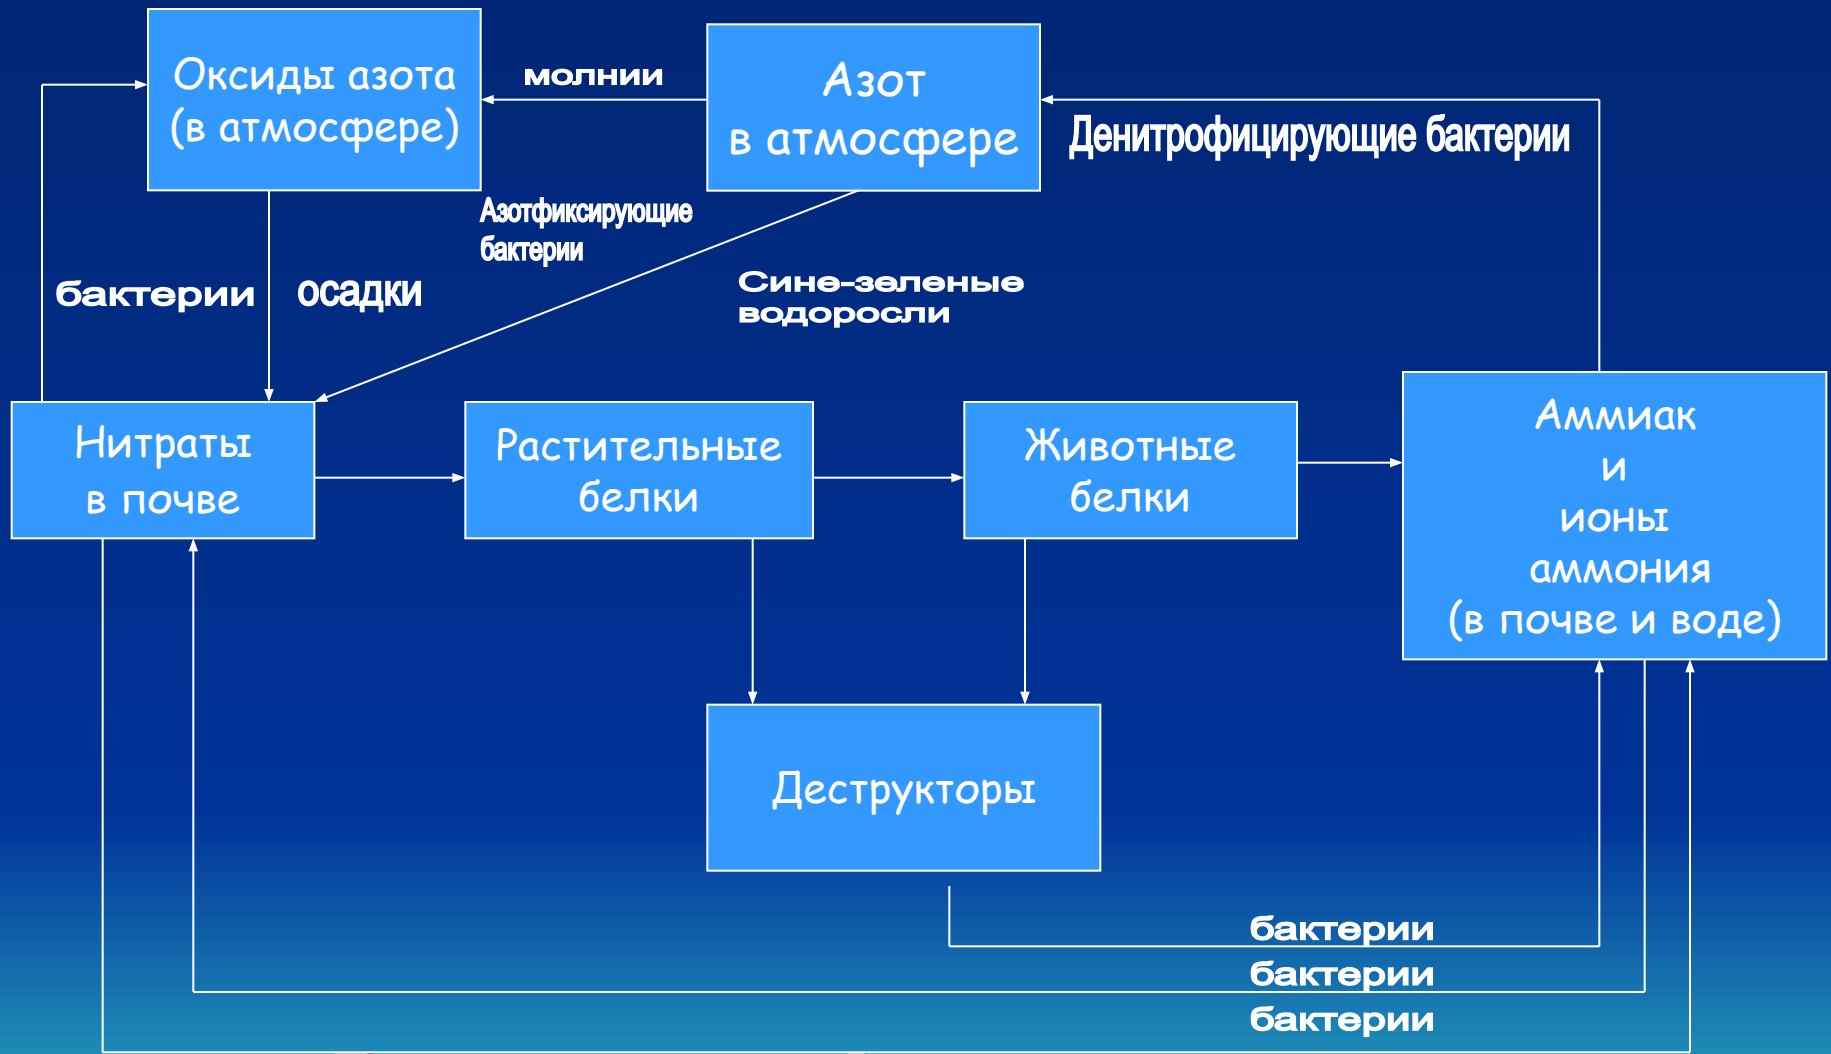 Оксиды азота
(в атмосфере)
молнии
Азот
в атмосфере
Денитрофицирующие бактерии
Азотфиксирующие
бактерии
бактерии
осадки
Сине-зеленые
водоросли
Нитраты
в почве
Растительные
белки
Животные
белки
Аммиак
и
ионы
аммония
(в почве и воде)
Деструкторы
бактерии
бактерии
бактерии